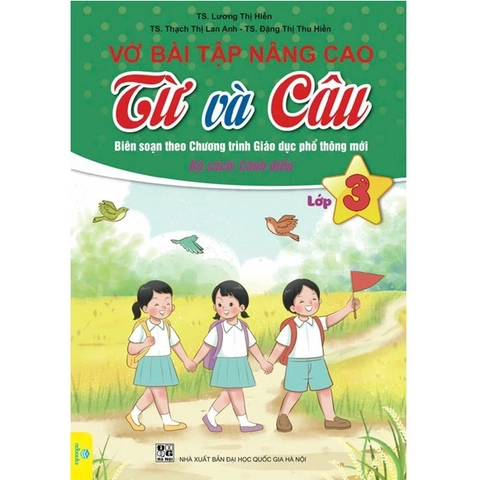 TS. Lương Thị Hiền
TS. Thạch Thị Lan Anh - TS. Đặng Thị Thu Hiền
VỞ BÀI TẬP NÂNG CAO
Từ và Câu
Biên soạn theo Chương trình Giáo dục phổ thông mới
Bộ sách: Cánh diều
Lớp 3
NHÀ XUẤT BẢN ĐẠI HỌC QUỐC GIA HÀ NỘI